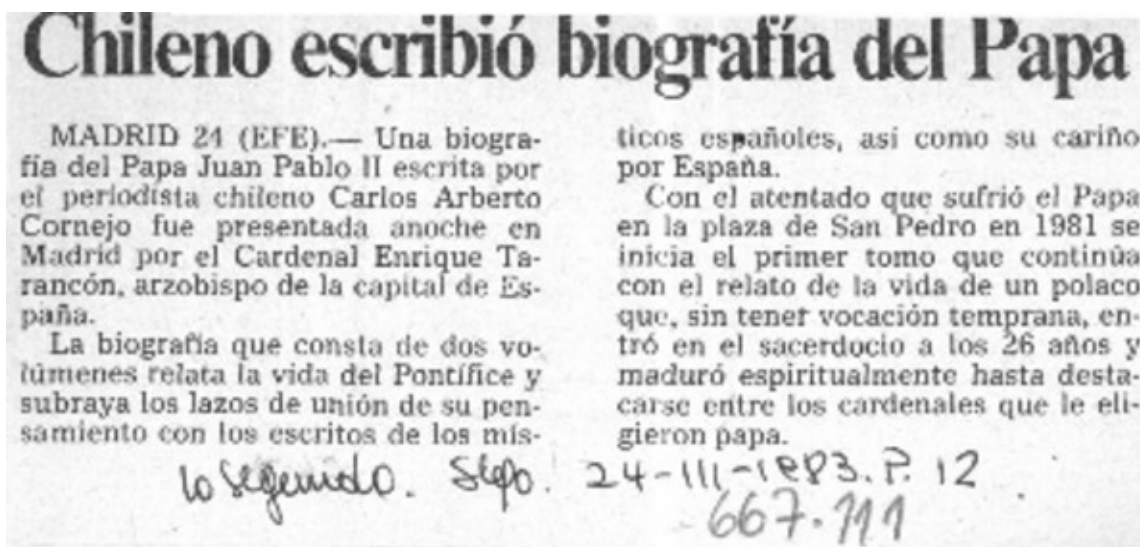 Chileno escribió biografía del Papa
MADRID 24 (EFE).— Una biogra-
fía del Papa Juan Pablo II escrita por
el periodista chileno Carlos Arberto
Cornejo fue presentada anoche en
Madrid por el Cardenal Enrique Ta-
rancón, arzobispo de la capital de Es-
paña.
La biografía que consta de dos vo-
lúmenes relata la vida del Pontífice y
subraya los lazos de unión de su pen-
samiento con los escritos de los mís-
ticos españoles, así como su cariño
por España.
Con el atentado que sufrió el Papa
en la plaza de San Pedro en 1981 se
inicia el primer tomo que continúa
con el relato de la vida de un polaco
que, sin tener vocación temprana, en-
tró en el sacerdocio a los 26 años y
maduró espiritualmente hasta desta-
carse entre los cardenales que le eli-
gieron papa.
La Segunda. Stgo. 24-III-1983. P. 12
667.111